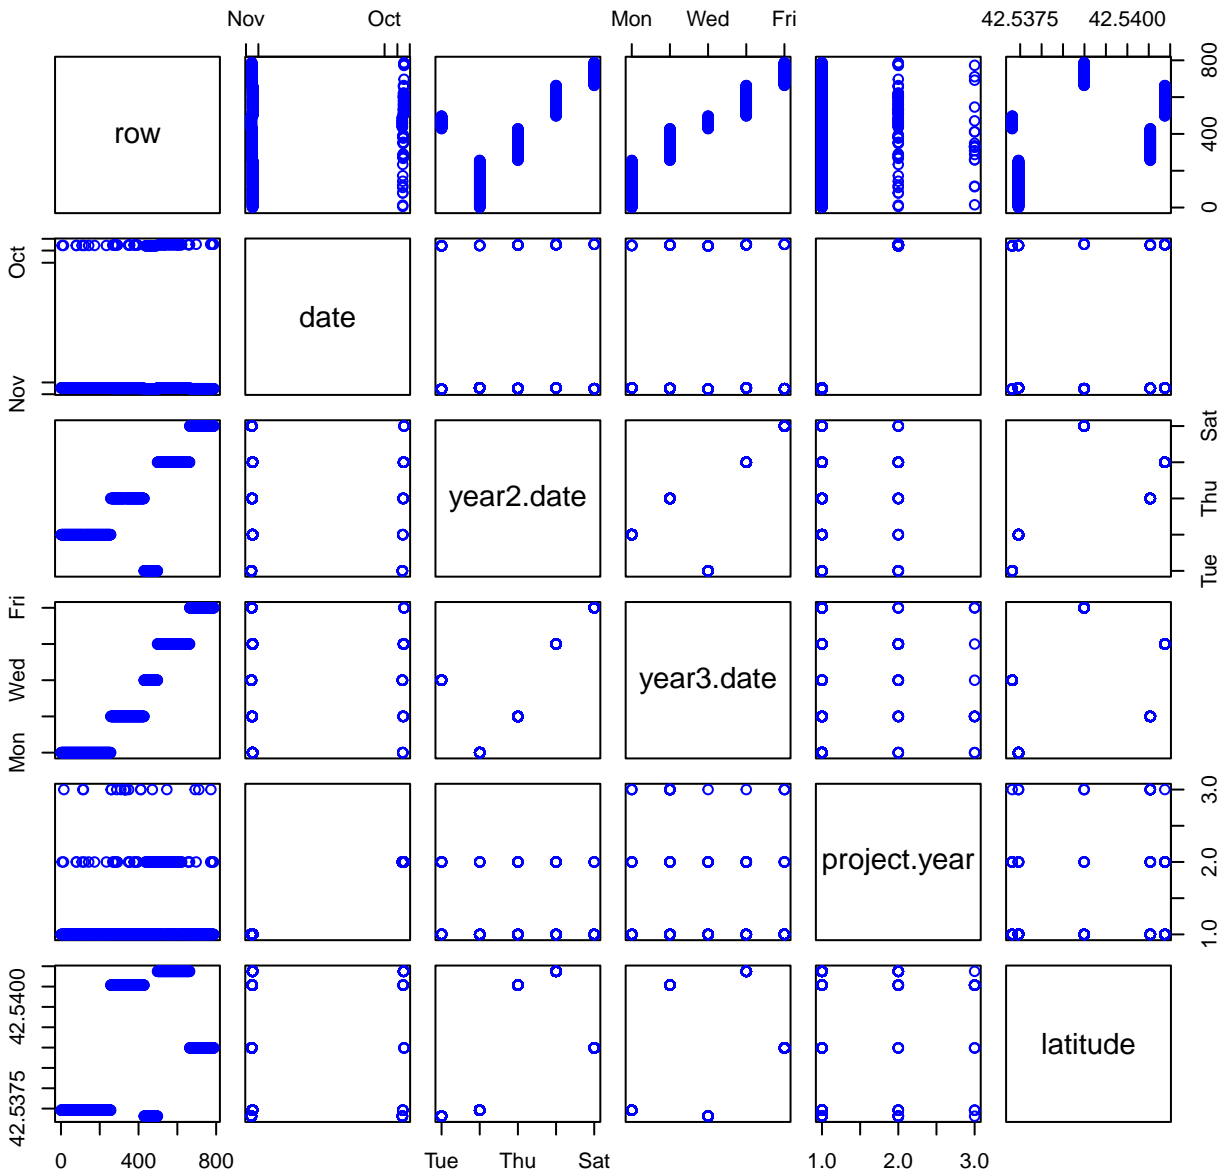 Nov Oct Mon Wed Fri 42.5375 42.5400
row 0 400 800
Nov Oct date
year2.date Tue Thu Sat
Mon Wed Fri year3.date
project.year 1.0 2.0 3.0
42.5375 42.5400 latitude
0 400 800 Tue Thu Sat 1.0 2.0 3.0